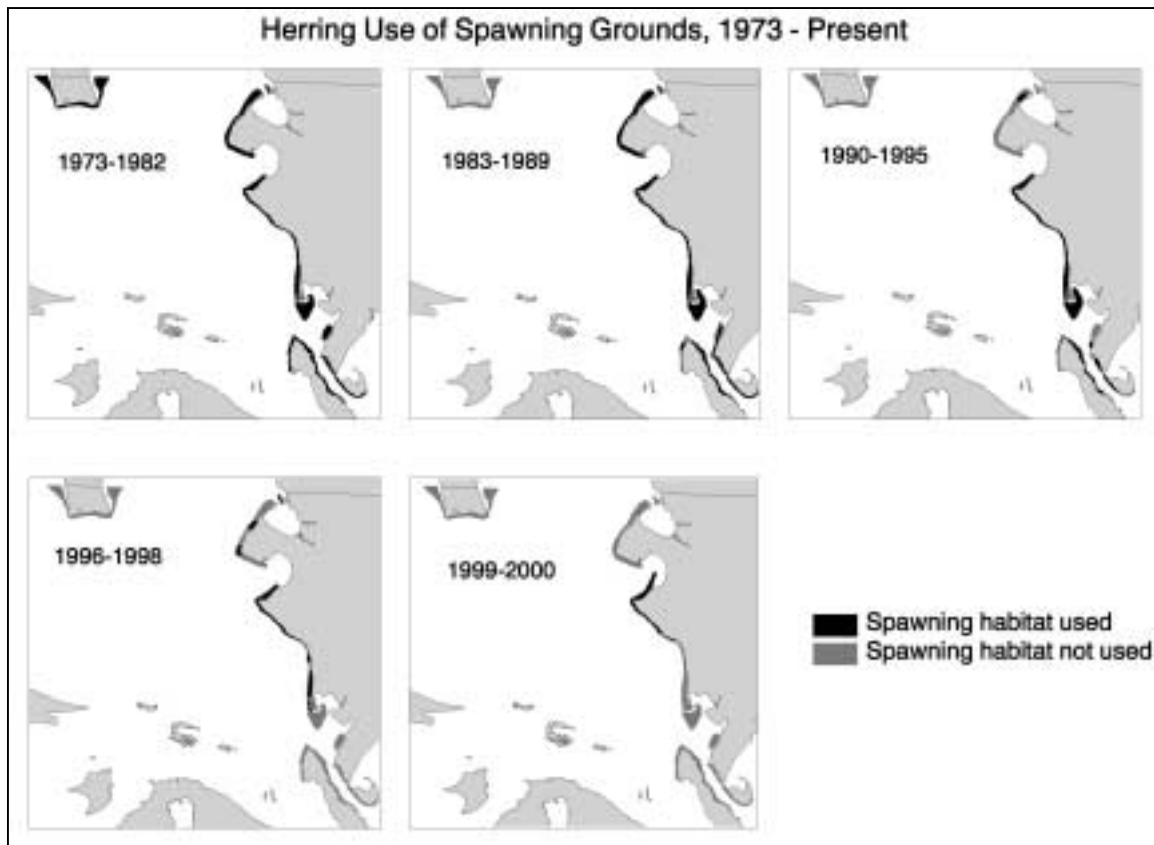 Herring Use of Spawning Grounds, 1973 - Present
1973-1982
1983-1989
1990-1995
1996-1998
1999-2000
Spawning habitat used
Spawning habitat not used